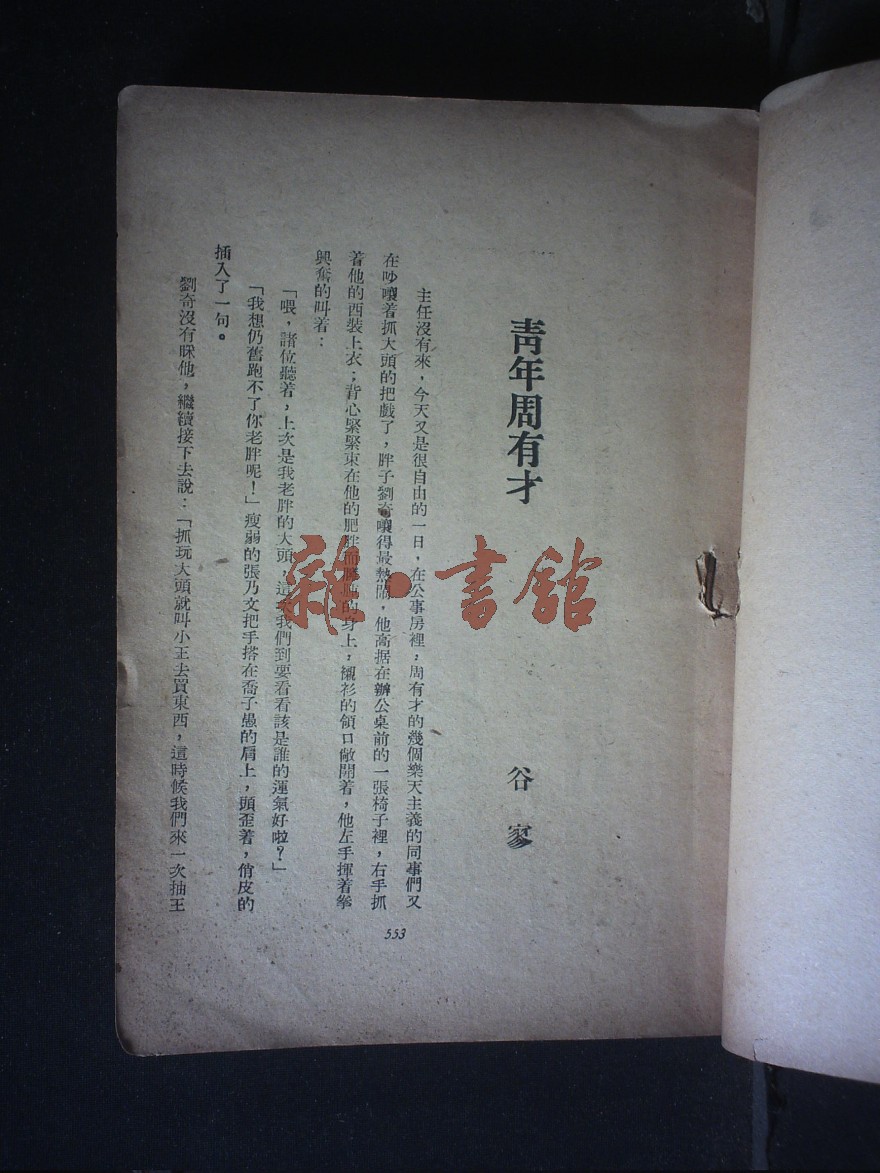 青年周有才
谷家
主任沒有來，今天又是很自由的一日，在公事房裡，周有才的幾個樂天主義的同事們又
在吵嚷着抓大頭的把戲了，胖子劉奇嚷得最熱鬧，他高据在辦公桌前的一張椅子裡，右手抓
着他的西裝上衣；背心緊緊束在他的肥胖而臃腫的身上，襯衫的領口敞開着，他左手揮着拳
興奮的叫着：
「喂，諸位聽着，上次是我老胖的大頭，這次我們到要看看該是誰的運氣好啦？」
「我想仍舊跑不了你老胖呢！」瘦弱的張乃文把手搭在喬子愚的肩上，頭歪着，俏皮的
插入了一句。
劉奇沒有睬他，繼續接下去說：「抓玩大頭就叫小王去買東西，這時候我們來一次抽王
553
雜·書館